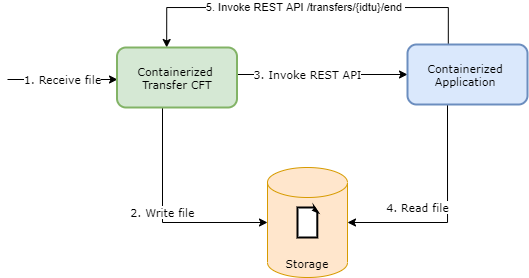 5. Invoke REST API /transfers/{idtu}/end
1. Receive file
Containerized
Transfer CFT
3. Invoke REST API
Containerized
Application
2. Write file
4. Read file
Storage